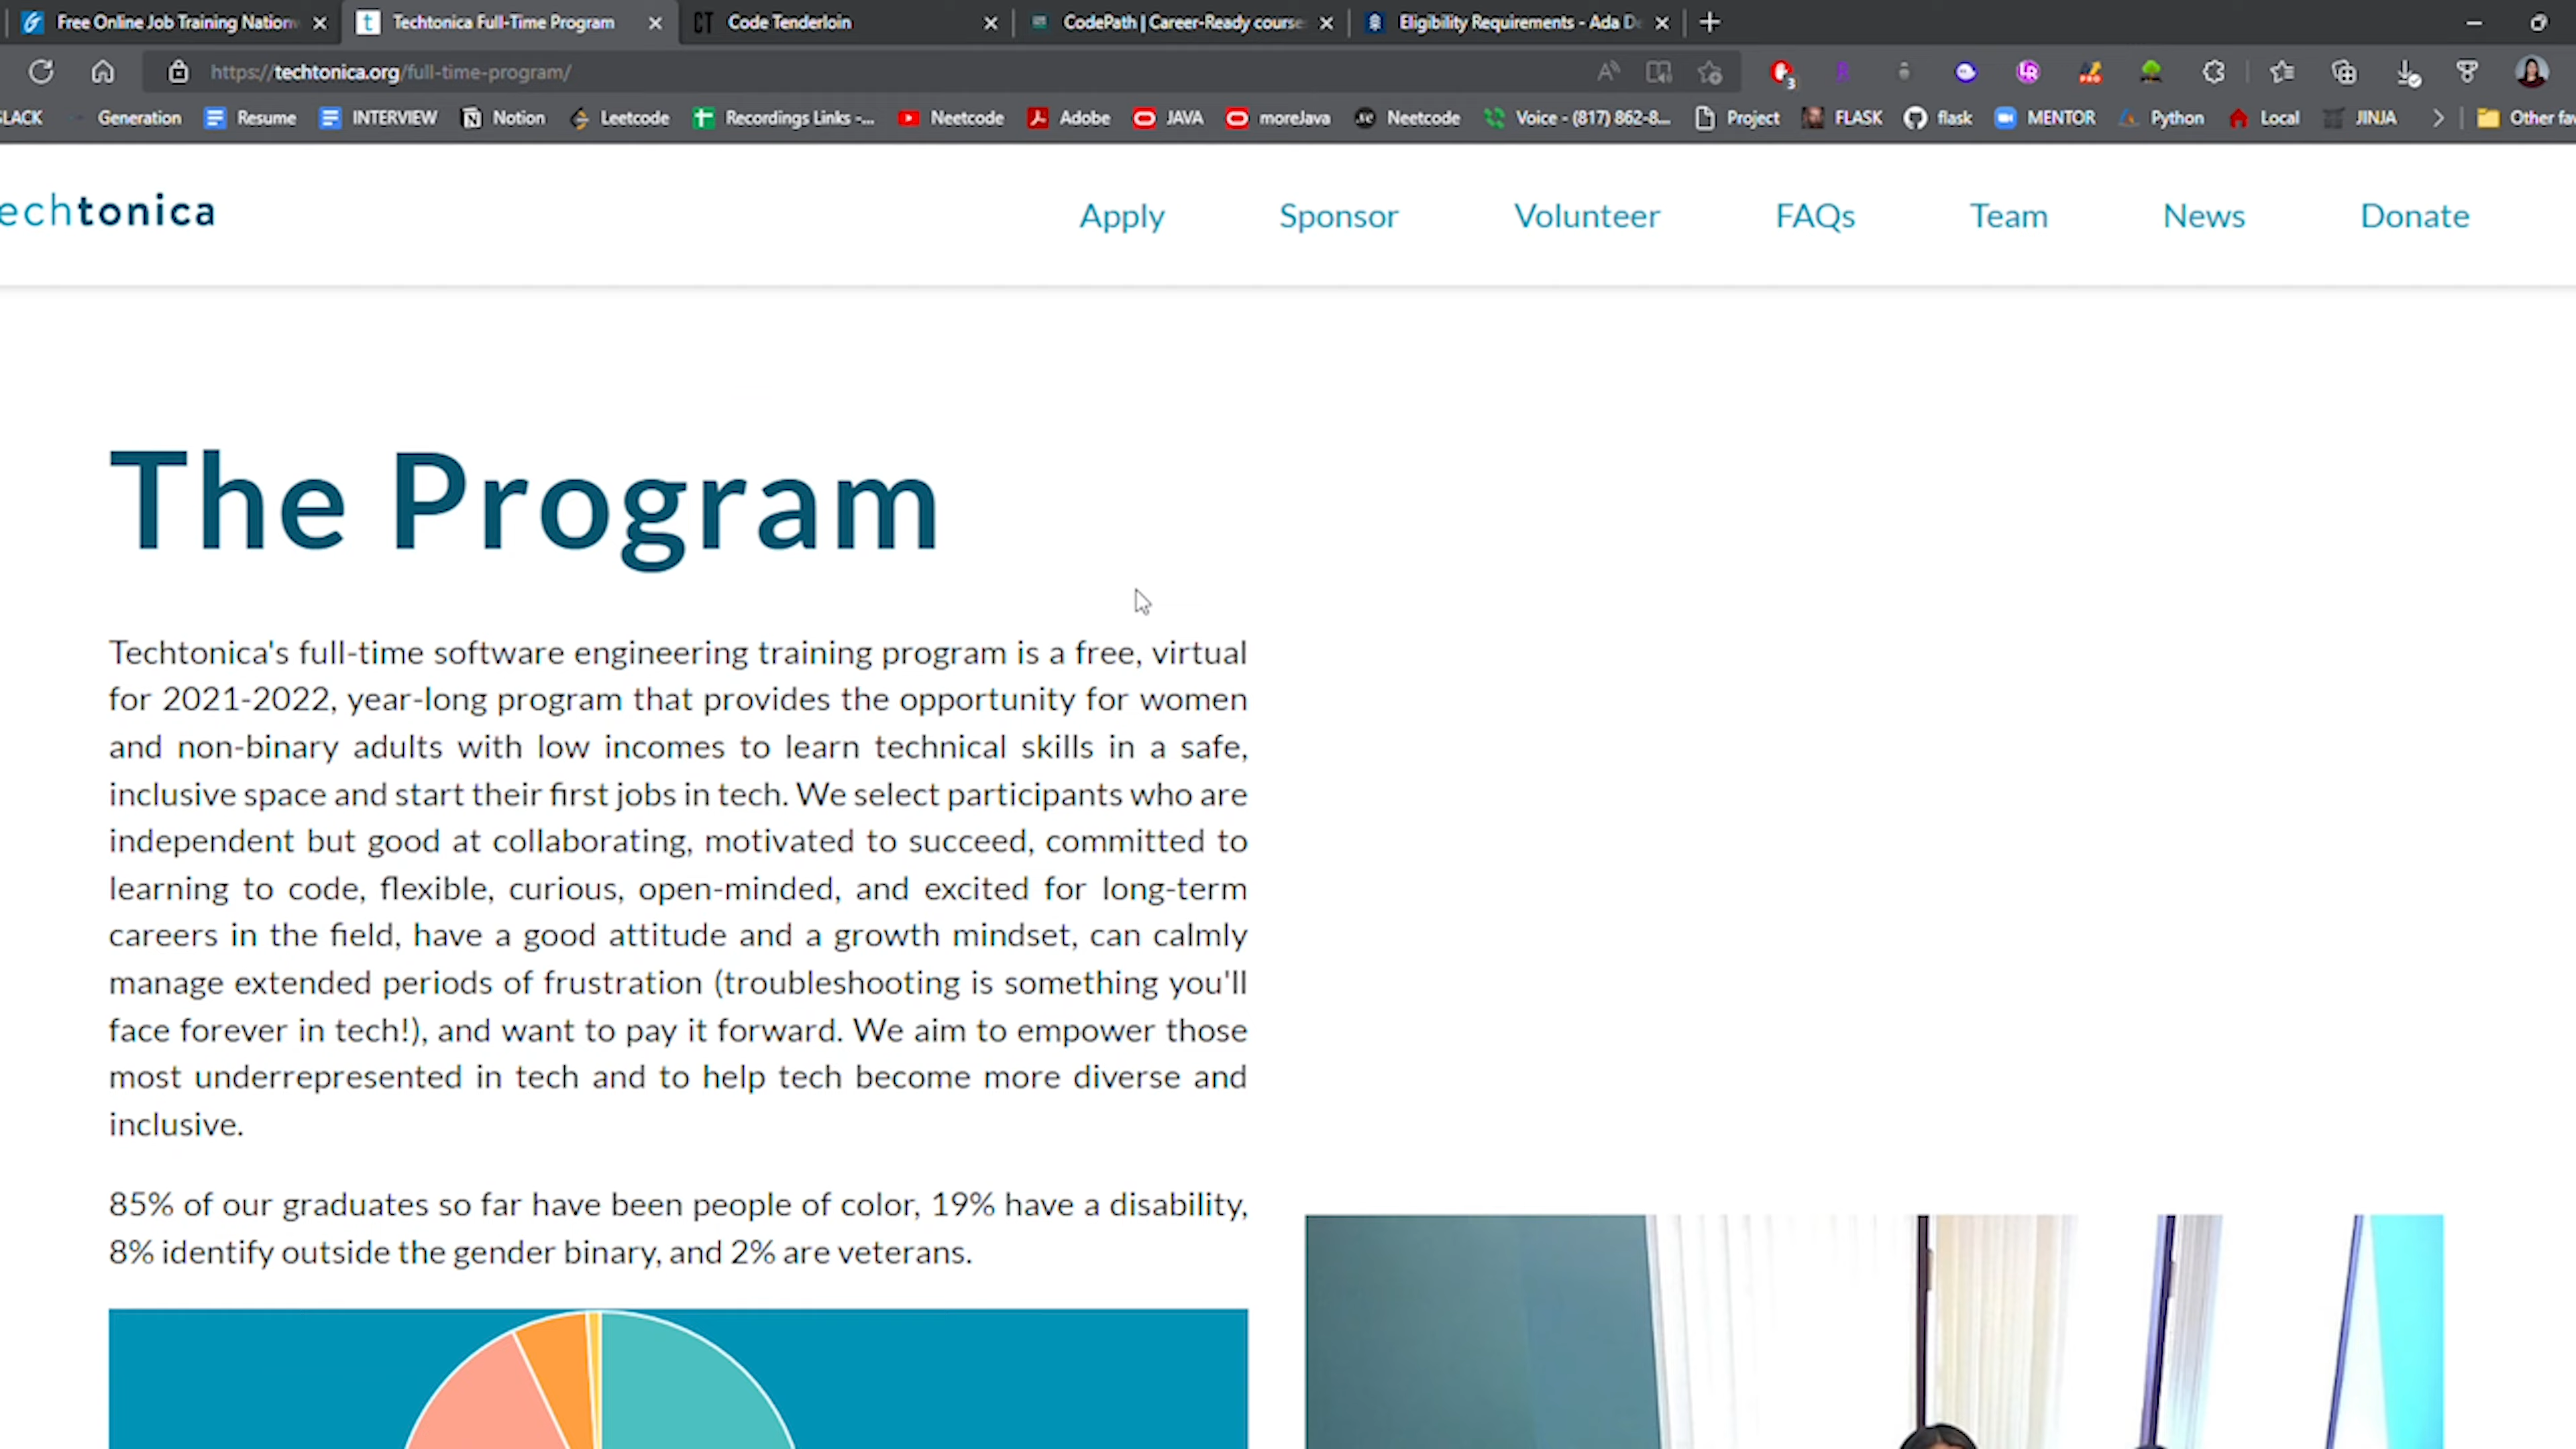 Free Online Job Training Nationw
Techtonica Full-Time Program
CT Code Tenderloin
CodePath | Career-Ready course
Eligibility Requirements - Ada De
https://techtonica.org/full-time-program/
3
LR
SLACK
Generation
Resume
INTERVIEW
Notion
Leetcode
Recordings Links -...
Neetcode
Adobe
JAVA
moreJava
Neetcode
Voice - (817) 862-8...
Project
FLASK
flask
MENTOR
Python
Local
JINJA
Other fav
echtonica
Apply
Sponsor
Volunteer
FAQs
Team
News
Donate
The Program
Techtonica's full-time software engineering training program is a free, virtual
for 2021-2022, year-long program that provides the opportunity for women
and non-binary adults with low incomes to learn technical skills in a safe,
inclusive space and start their first jobs in tech. We select participants who are
independent but good at collaborating, motivated to succeed, committed to
learning to code, flexible, curious, open-minded, and excited for long-term
careers in the field, have a good attitude and a growth mindset, can calmly
manage extended periods of frustration (troubleshooting is something you'll
face forever in tech!), and want to pay it forward. We aim to empower those
most underrepresented in tech and to help tech become more diverse and
inclusive.
85% of our graduates so far have been people of color, 19% have a disability,
8% identify outside the gender binary, and 2% are veterans.